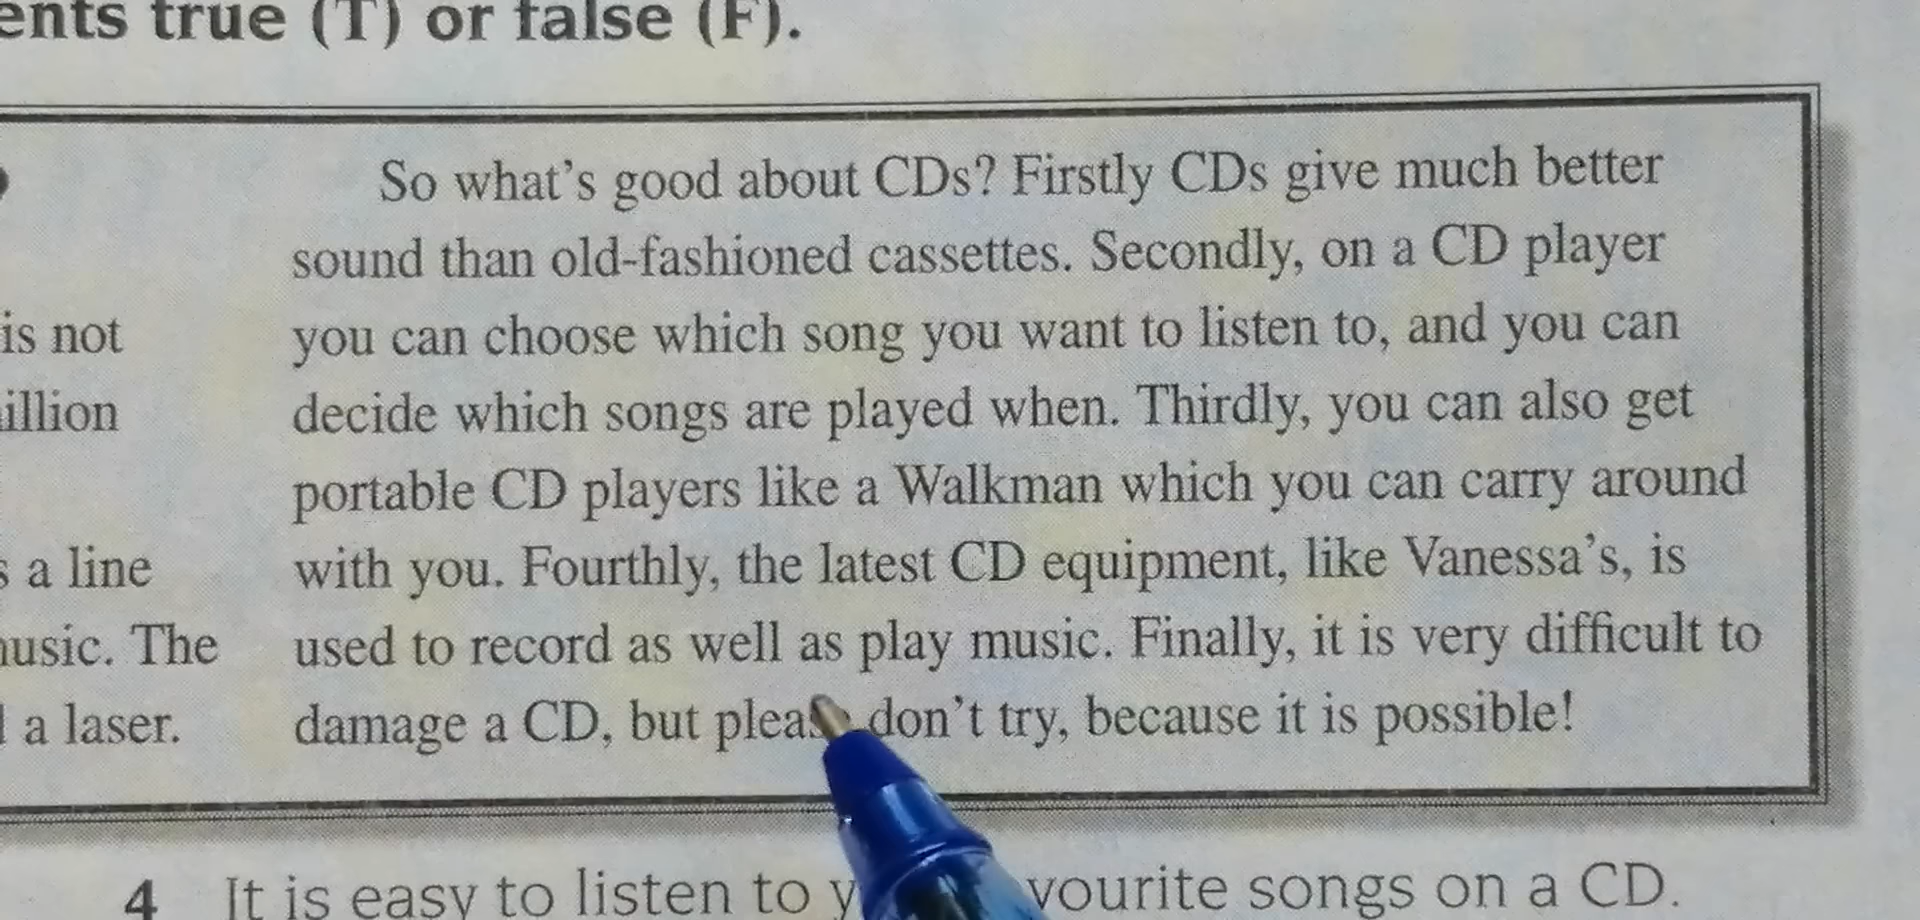 ents true (T) or false (F).
is not
illion
a line
music. The
a laser.
So what's good about CDs? Firstly CDs give much better
sound than old-fashioned cassettes. Secondly, on a CD player
you can choose which song you want to listen to, and you can
decide which songs are played when. Thirdly, you can also get
portable CD players like a Walkman which you can carry around
with you. Fourthly, the latest CD equipment, like Vanessa's, is
used to record as well as play music. Finally, it is very difficult to
damage a CD, but don't try, because it is possible!
4 It is easy to listen to songs on a CD.